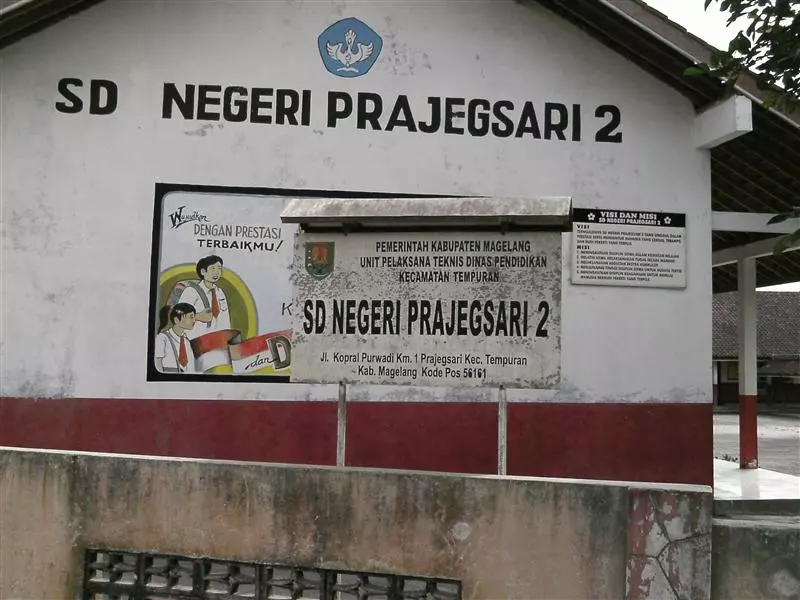 SD NEGERI PRAJEGSARI 2
Wujudkan
DENGAN PRESTASI
TERBAIKMU!
K
dan D
PEMERINTAH KABUPATEN MAGELANG
UNIT PELAKSANA TEKNIS DINAS PENDIDIKAN
KECAMATAN TEMPURAN
SD NEGERI PRAJEGSARI 2
Jl. Kopral Purwadi Km. 1 Prajegsari Kec. Tempuran
Kab. Magelang Kode Pos 56161
VISI DAN MISI
SD NEGERI PRAJEGSARI 2
VISI
MISI